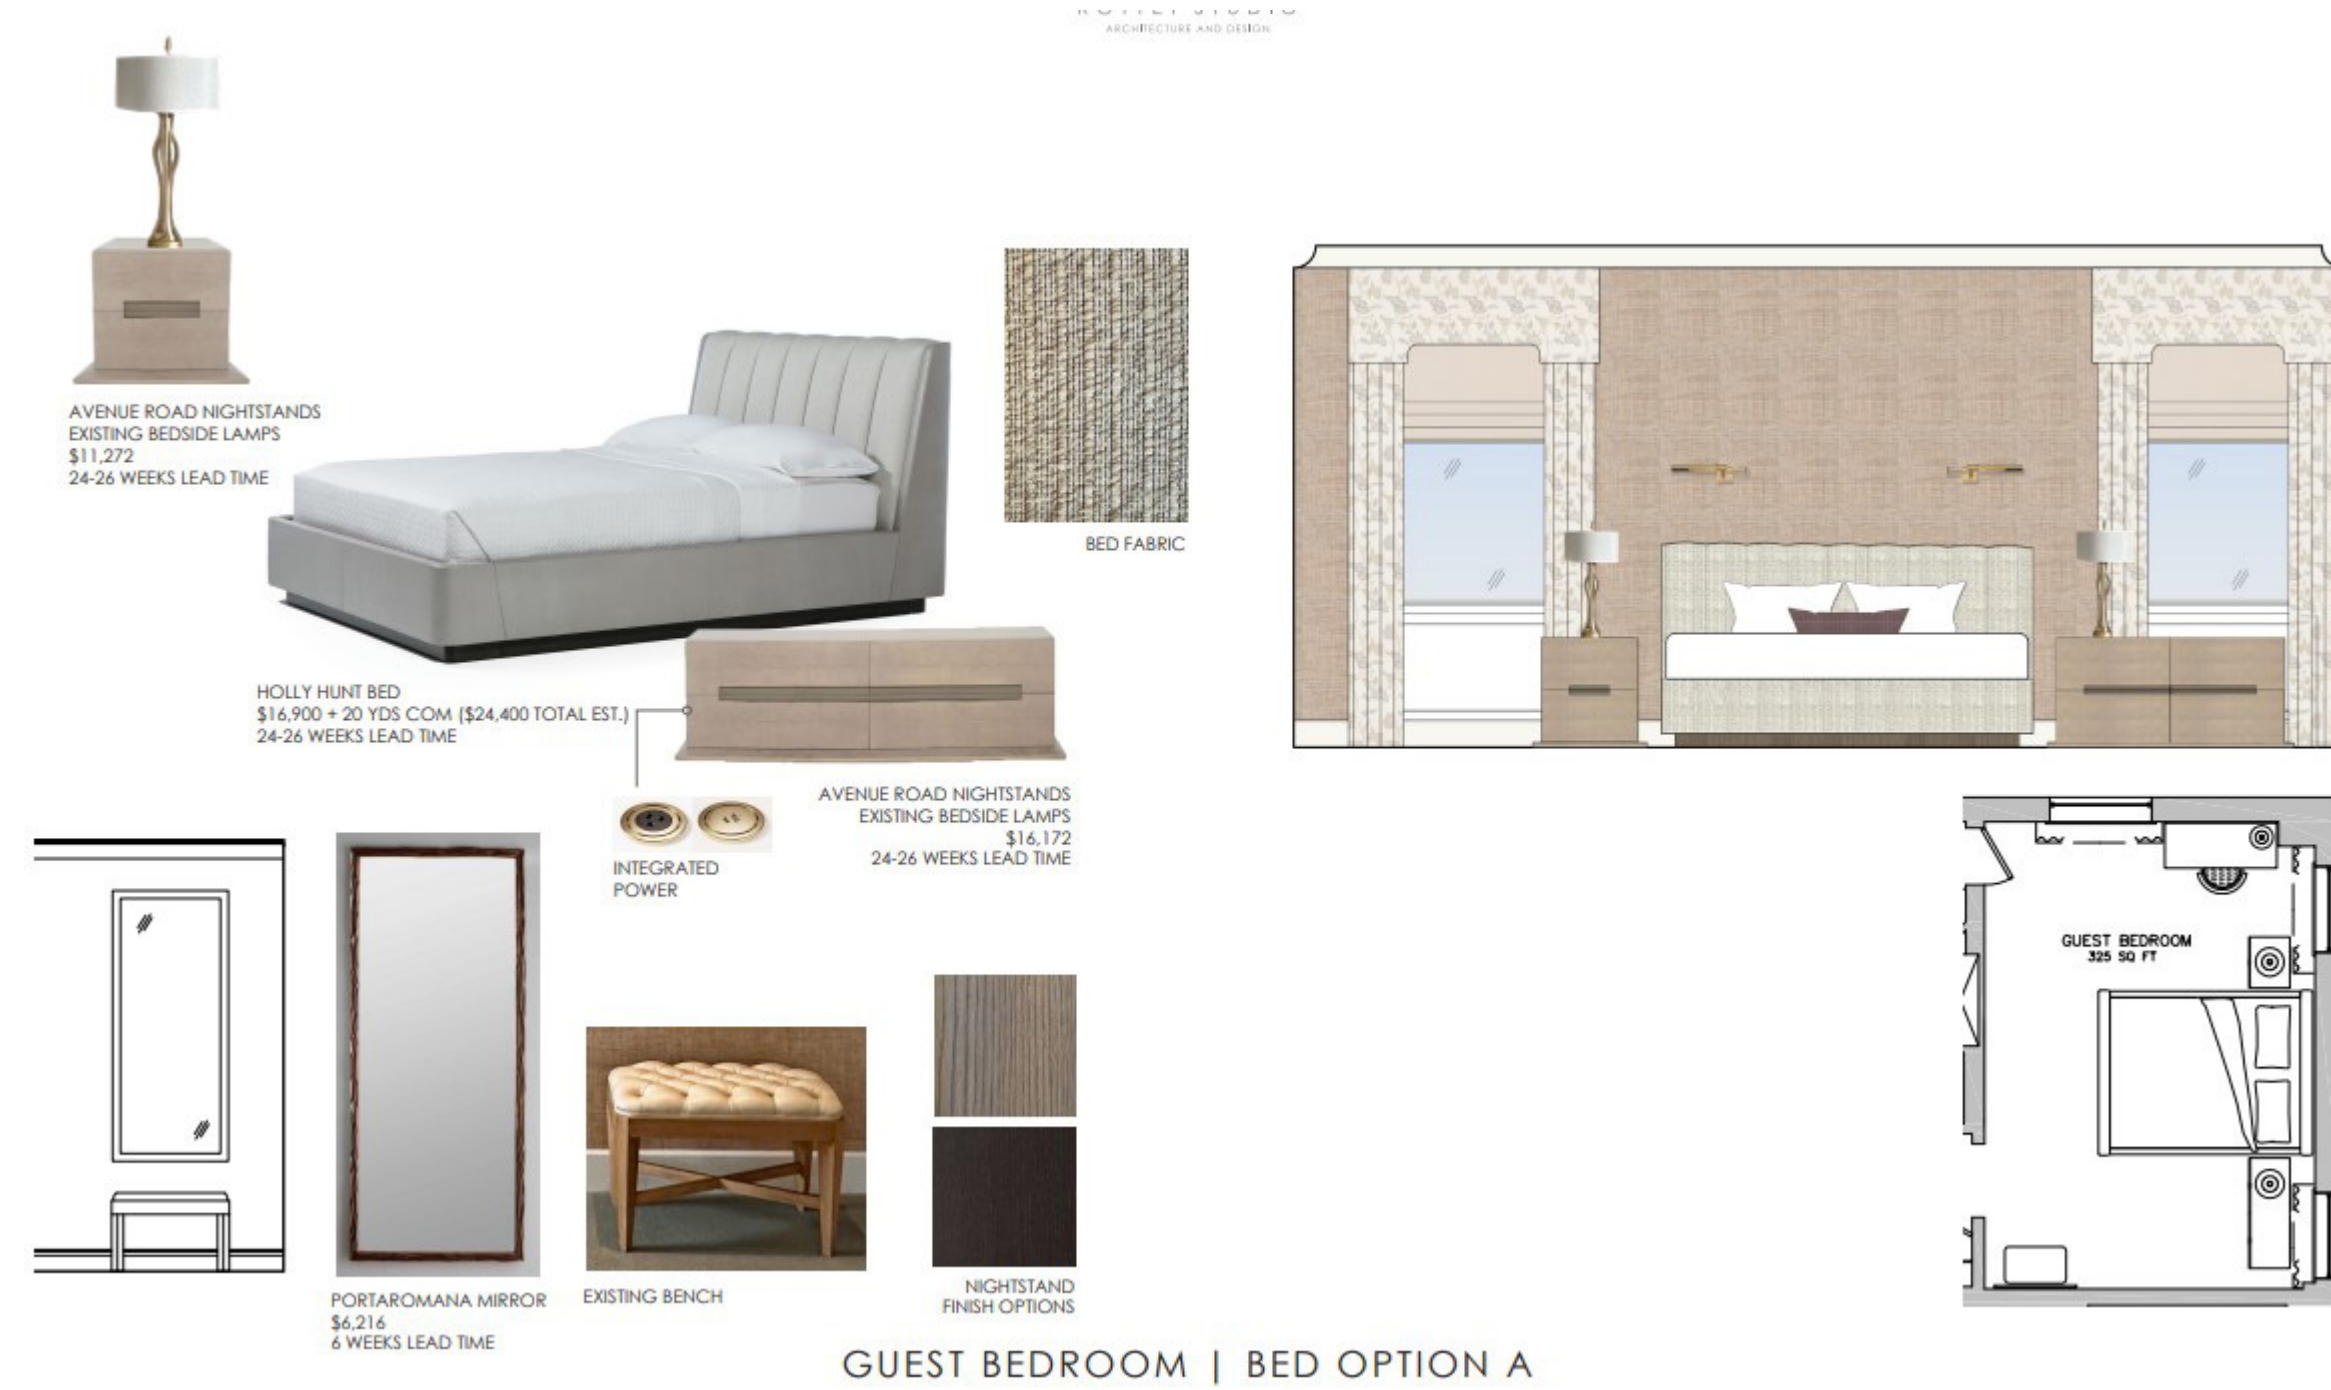 ARCHITECTURE AND DESIGN
AVENUE ROAD NIGHTSTANDS
EXISTING BEDSIDE LAMPS
$11,272
24-26 WEEKS LEAD TIME
BED FABRIC
HOLLY HUNT BED
$16,900 + 20 YDS COM ($24,400 TOTAL EST.)
24-26 WEEKS LEAD TIME
AVENUE ROAD NIGHTSTANDS
EXISTING BEDSIDE LAMPS
$16,172
24-26 WEEKS LEAD TIME
INTEGRATED
POWER
GUEST BEDROOM
325 SQ FT
PORTAROMANA MIRROR
$6,216
6 WEEKS LEAD TIME
EXISTING BENCH
NIGHTSTAND
FINISH OPTIONS
GUEST BEDROOM | BED OPTION A